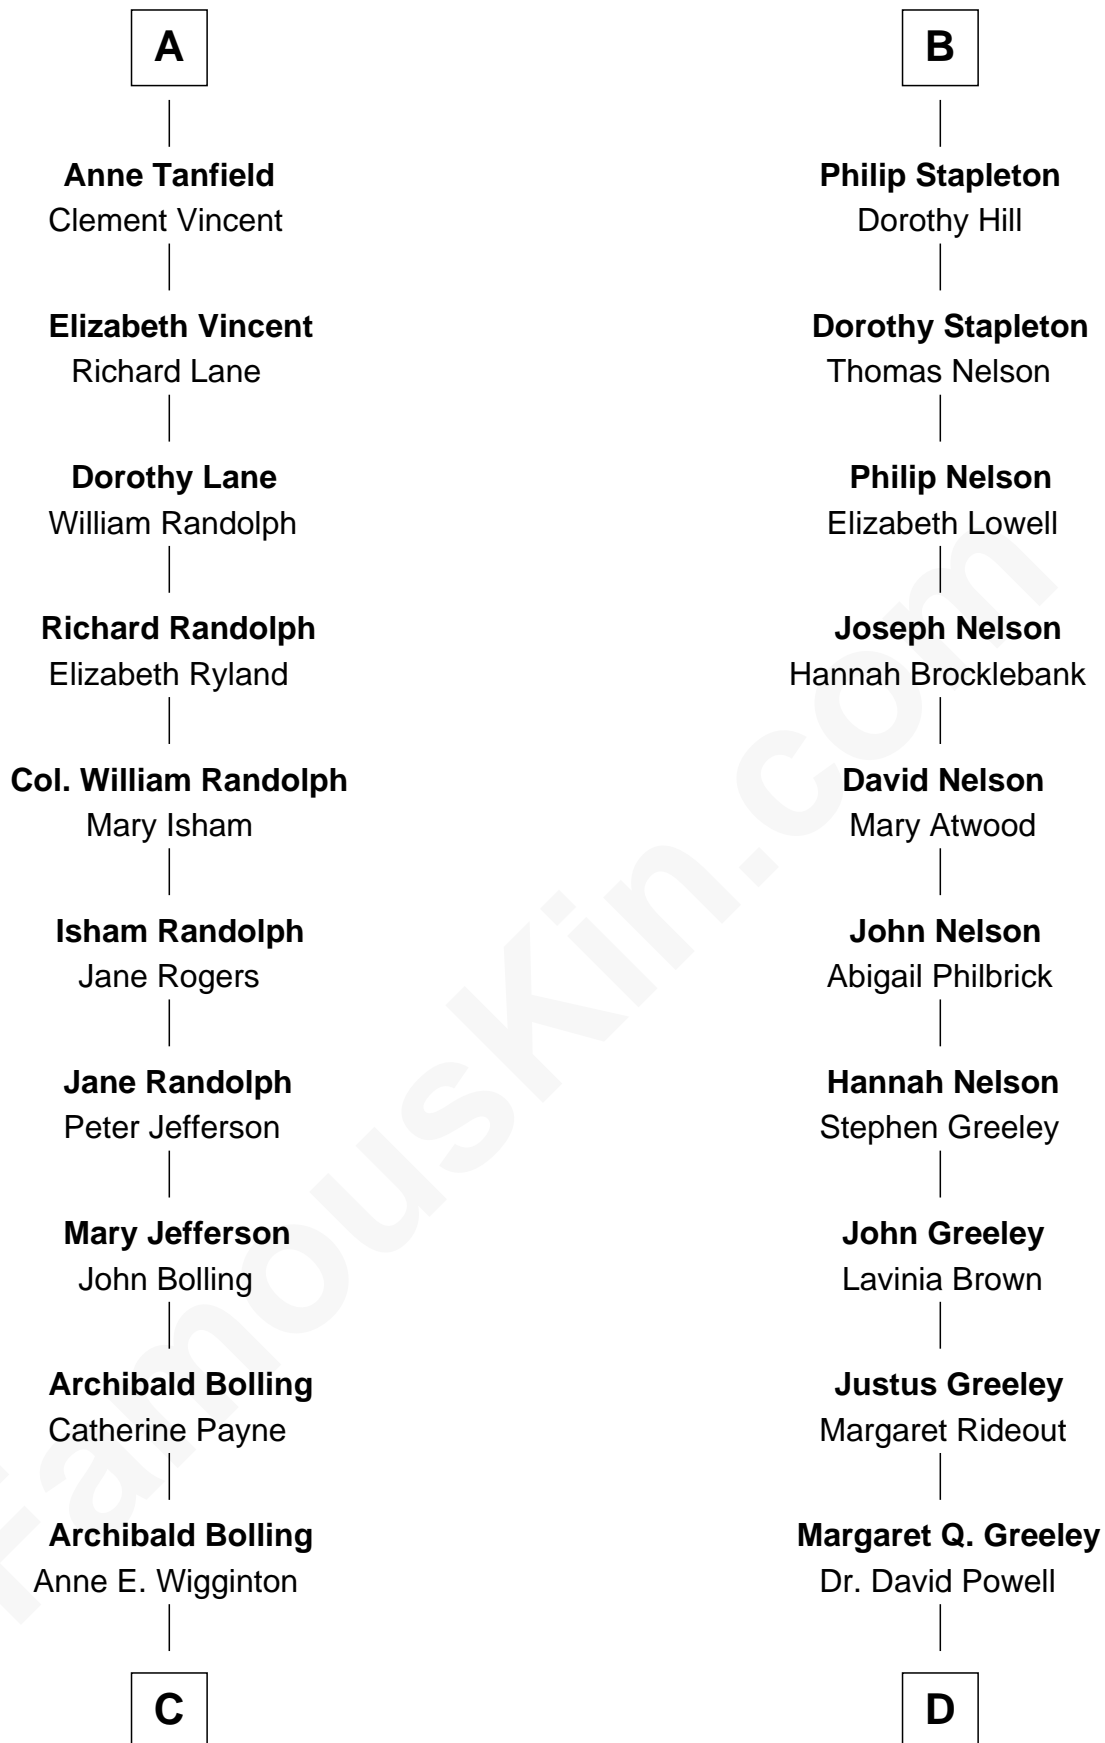 A
Anne Tanfield
Clement Vincent
Elizabeth Vincent
Richard Lane
Dorothy Lane
William Randolph
Richard Randolph
Elizabeth Ryland
Col. William Randolph
Mary Isham
Isham Randolph
Jane Rogers
Jane Randolph
Peter Jefferson
Mary Jefferson
John Bolling
Archibald Bolling
Catherine Payne
Archibald Bolling
Anne E. Wigginton
C
B
Philip Stapleton
Dorothy Hill
Dorothy Stapleton
Thomas Nelson
Philip Nelson
Elizabeth Lowell
Joseph Nelson
Hannah Brocklebank
David Nelson
Mary Atwood
John Nelson
Abigail Philbrick
Hannah Nelson
Stephen Greeley
John Greeley
Lavinia Brown
Justus Greeley
Margaret Rideout
Margaret Q. Greeley
Dr. David Powell
D
FamousKin.com